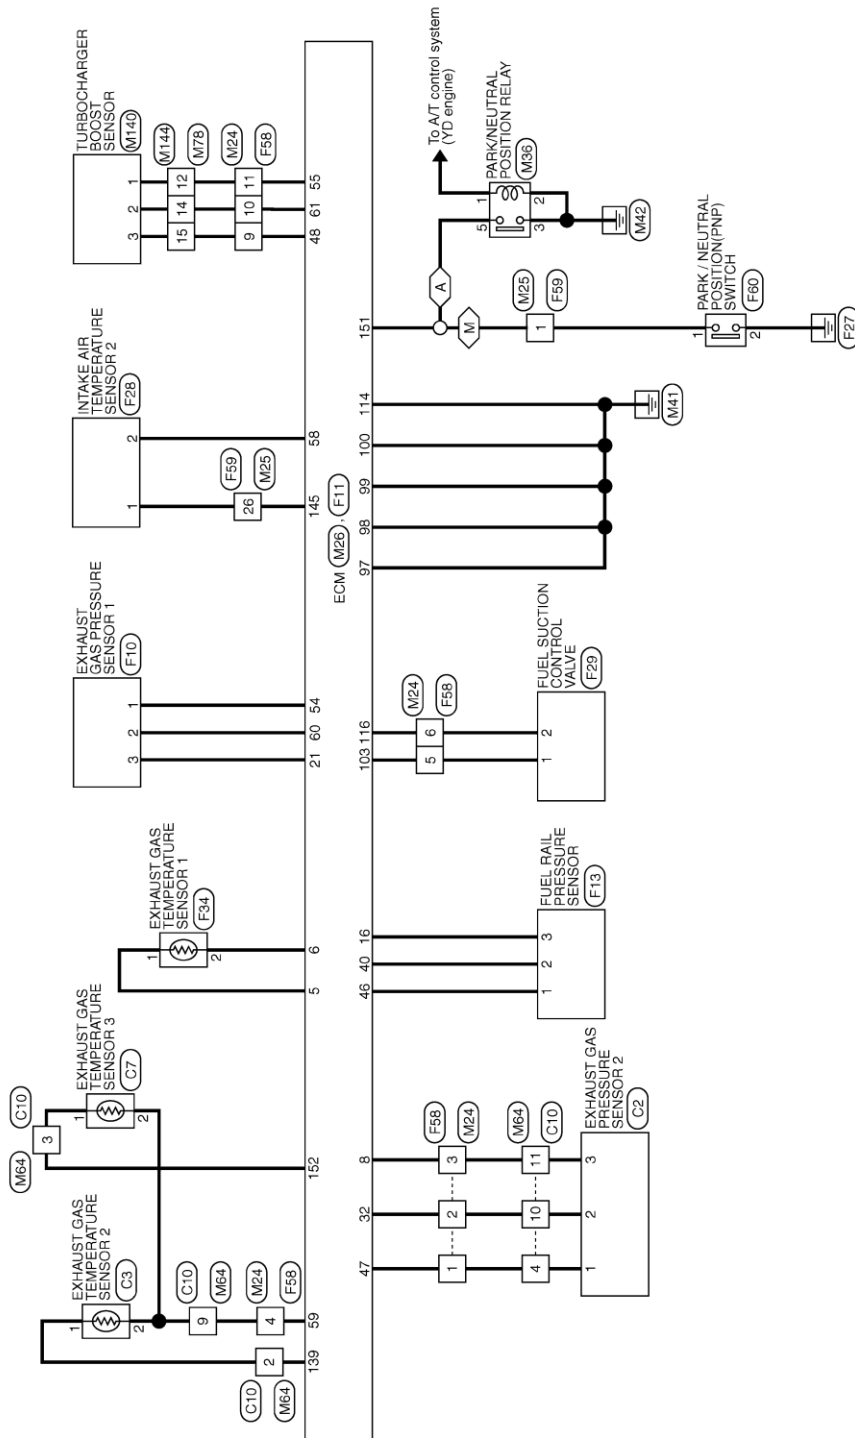 TURBOCHARGER
BOOST
SENSOR
M140
1
2
3
M144
M78
12
14
15
M24
F58
11
10
9
55
61
48
INTAKE AIR
TEMPERATURE
SENSOR 2
F28
2
1
F59
M25
26
58
145
EXHAUST
GAS PRESSURE
SENSOR 1
F10
1
2
3
54
60
21
EXHAUST GAS
TEMPERATURE
SENSOR 1
F34
1
2
6
5
EXHAUST GAS
TEMPERATURE
SENSOR 3
C7
1
2
C10
M64
3
152
EXHAUST GAS
TEMPERATURE
SENSOR 2
C3
1
2
C10
M64
9
M24
F58
4
59
C10
M64
2
139
ECM M26 , F11
To A/T control system
(YD engine)
PARK/NEUTRAL
POSITION RELAY
M36
1
2
5
3
M42
A
M
151
M25
F59
1
PARK / NEUTRAL
POSITION(PNP)
SWITCH
F60
1
2
F27
114
100
99
98
97
M41
116
103
M24
F58
6
5
2
1
FUEL SUCTION
CONTROL
VALVE
F29
16
40
46
3
2
1
FUEL RAIL
PRESSURE
SENSOR
F13
8
32
47
F58
M24
3
2
1
M64
C10
11
10
4
3
2
1
EXHAUST GAS
PRESSURE
SENSOR 2
C2